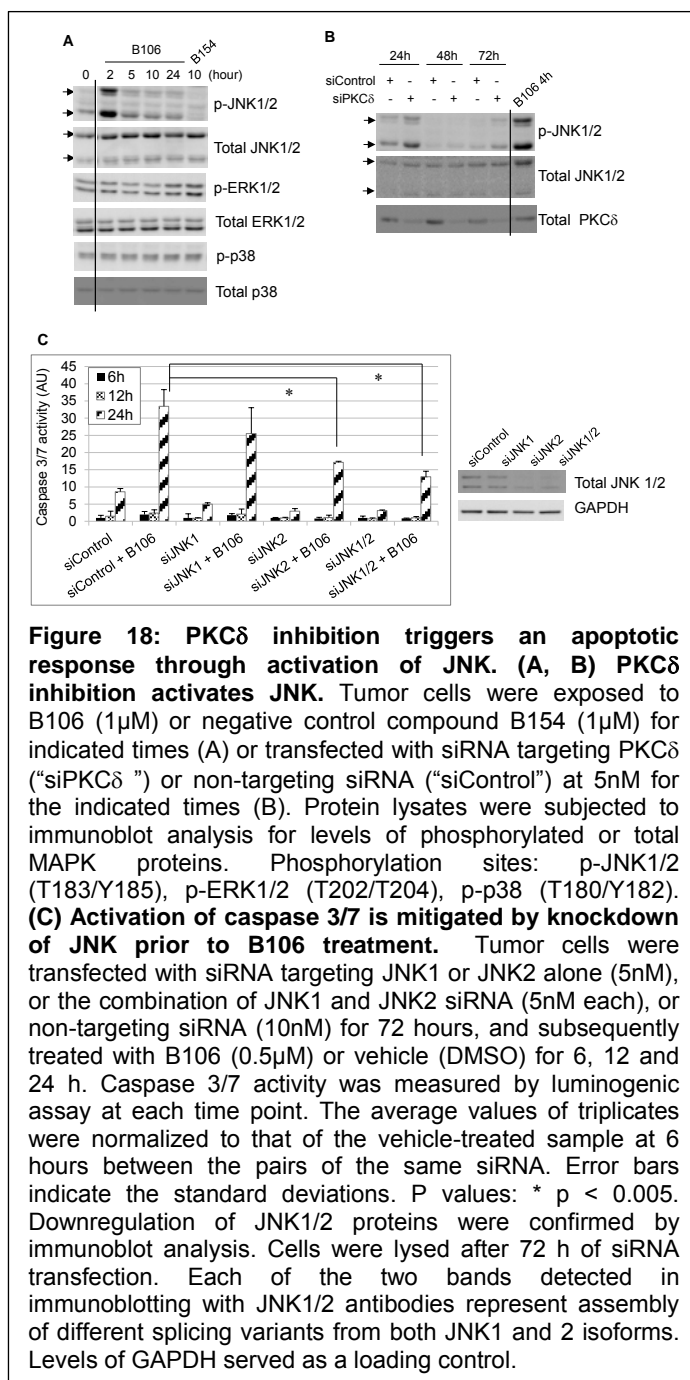 A
B106
B154
0 2 5 10 24 10 (hour)
p-JNK1/2
Total JNK1/2
p-ERK1/2
Total ERK1/2
p-p38
Total p38
B
24h 48h 72h
B106 4h
siControl + - + - + -
siPKCδ - + - + - +
p-JNK1/2
Total JNK1/2
Total PKCδ
C
Caspase 3/7 activity (AU)
45
40
35
30
25
20
15
10
5
0
6h
12h
24h
*
*
siControl
siControl + B106
siJNK1
siJNK1 + B106
siJNK2
siJNK2 + B106
siJNK1/2
siJNK1/2 + B106
siControl
siJNK1
siJNK2
siJNK1/2
Total JNK 1/2
GAPDH
Figure 18: PKCδ inhibition triggers an apoptotic
response through activation of JNK. (A, B) PKCδ
inhibition activates JNK. Tumor cells were exposed to
B106 (1µM) or negative control compound B154 (1µM) for
indicated times (A) or transfected with siRNA targeting PKCδ
(“siPKCδ ”) or non-targeting siRNA (“siControl”) at 5nM for
the indicated times (B). Protein lysates were subjected to
immunoblot analysis for levels of phosphorylated or total
MAPK proteins. Phosphorylation sites: p-JNK1/2
(T183/Y185), p-ERK1/2 (T202/T204), p-p38 (T180/Y182).
(C) Activation of caspase 3/7 is mitigated by knockdown
of JNK prior to B106 treatment. Tumor cells were
transfected with siRNA targeting JNK1 or JNK2 alone (5nM),
or the combination of JNK1 and JNK2 siRNA (5nM each), or
non-targeting siRNA (10nM) for 72 hours, and subsequently
treated with B106 (0.5µM) or vehicle (DMSO) for 6, 12 and
24 h. Caspase 3/7 activity was measured by luminogenic
assay at each time point. The average values of triplicates
were normalized to that of the vehicle-treated sample at 6
hours between the pairs of the same siRNA. Error bars
indicate the standard deviations. P values: * p < 0.005.
Downregulation of JNK1/2 proteins were confirmed by
immunoblot analysis. Cells were lysed after 72 h of siRNA
transfection. Each of the two bands detected in
immunoblotting with JNK1/2 antibodies represent assembly
of different splicing variants from both JNK1 and 2 isoforms.
Levels of GAPDH served as a loading control.